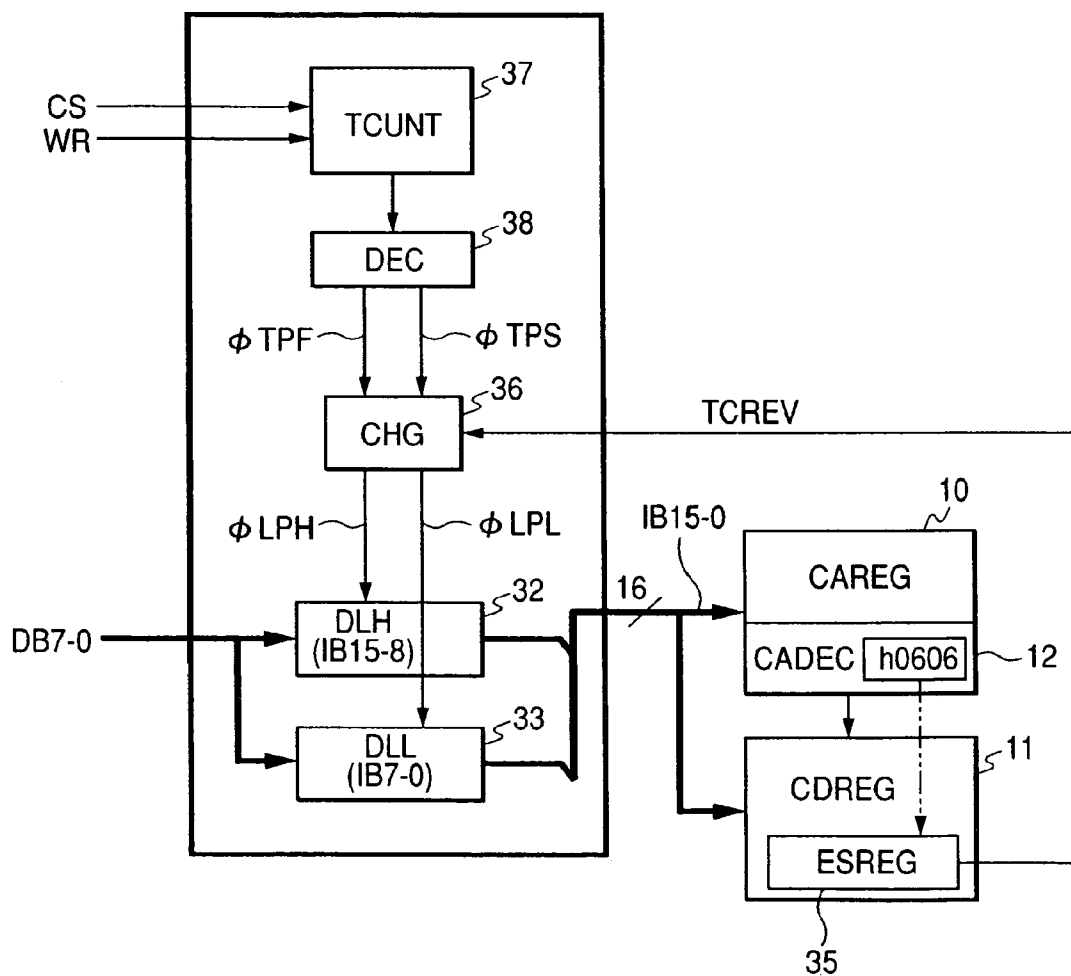 37
CS
WR
TCUNT
38
DEC
φTPF
φTPS
36
CHG
TCREV
φLPH
φLPL
IB15-0
10
16
32
CAREG
DB7-0
DLH
(IB15-8)
CADEC
h0606
12
33
DLL
(IB7-0)
11
CDREG
ESREG
35